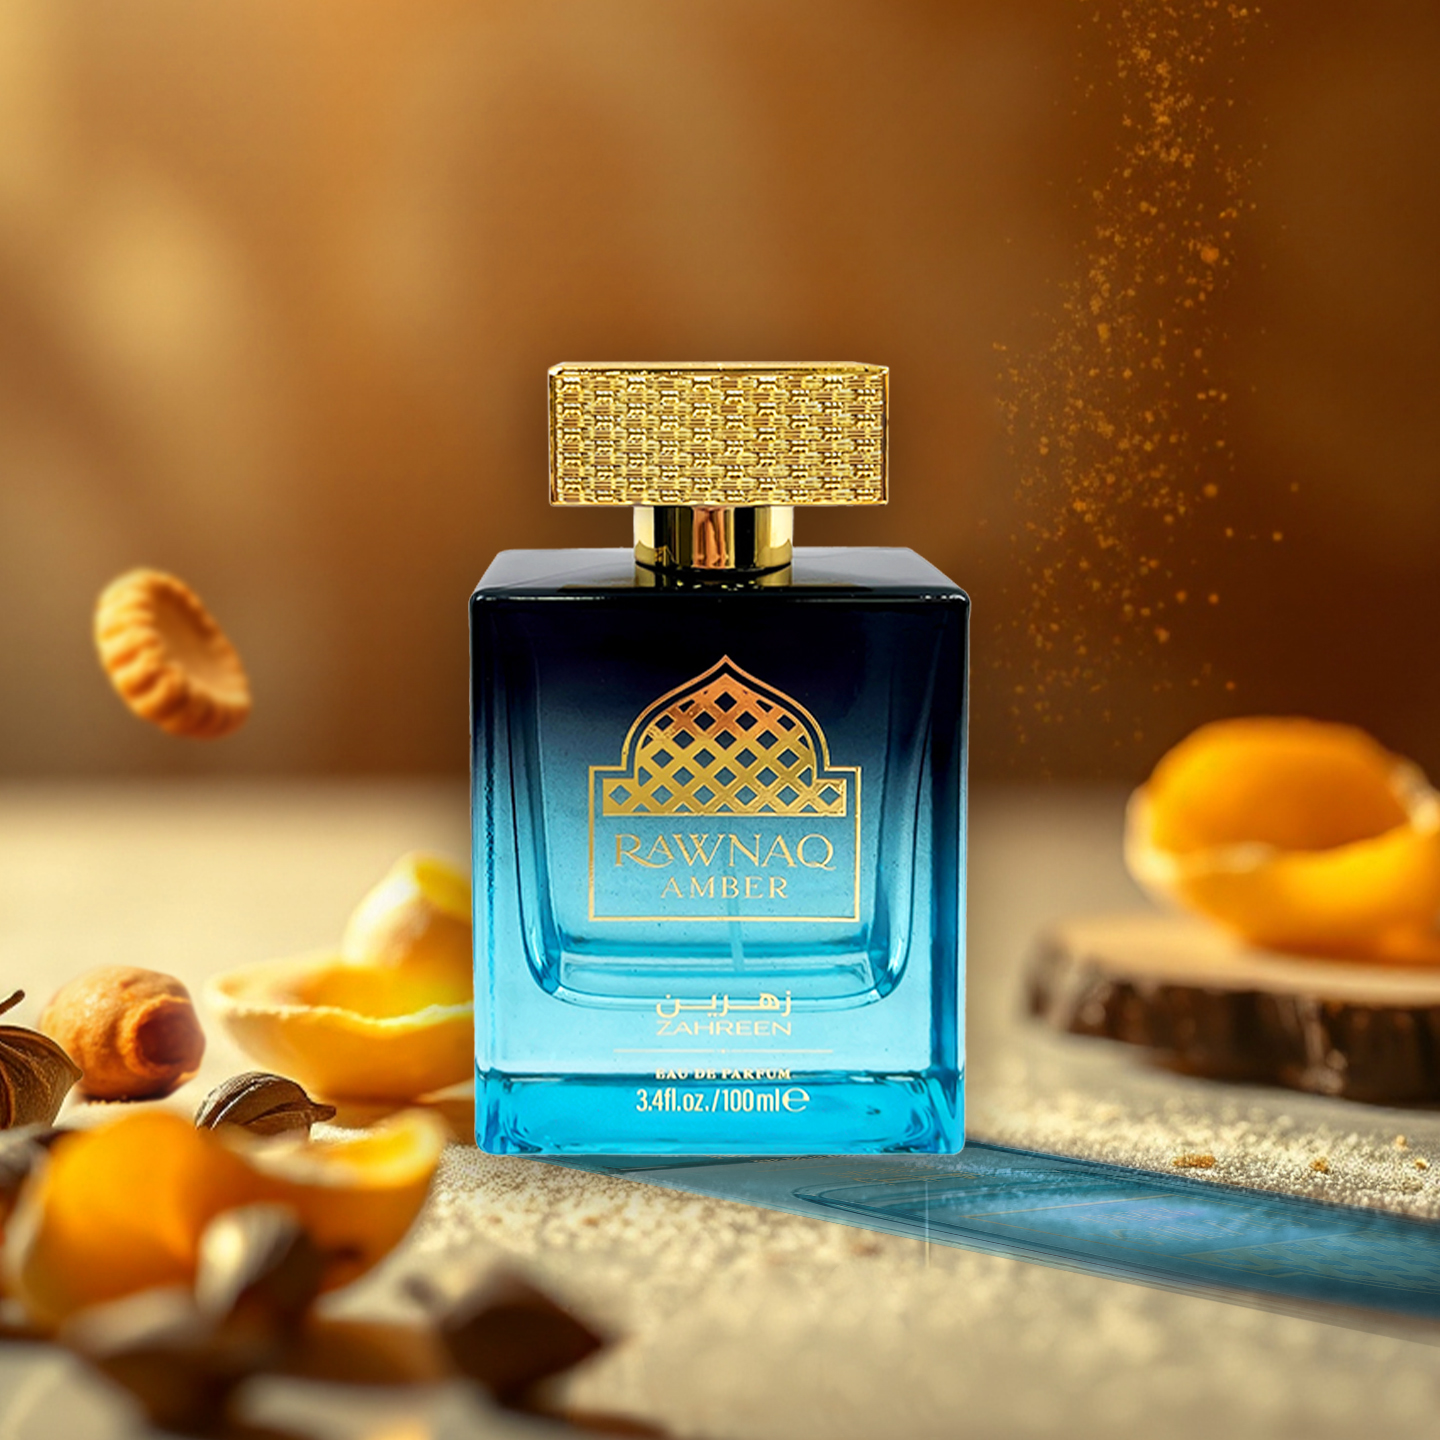 RAWNAQ
AMBER
زهرين
ZAHREEN
EAU DE PARFUM
3.4fl.oz./100ml℮